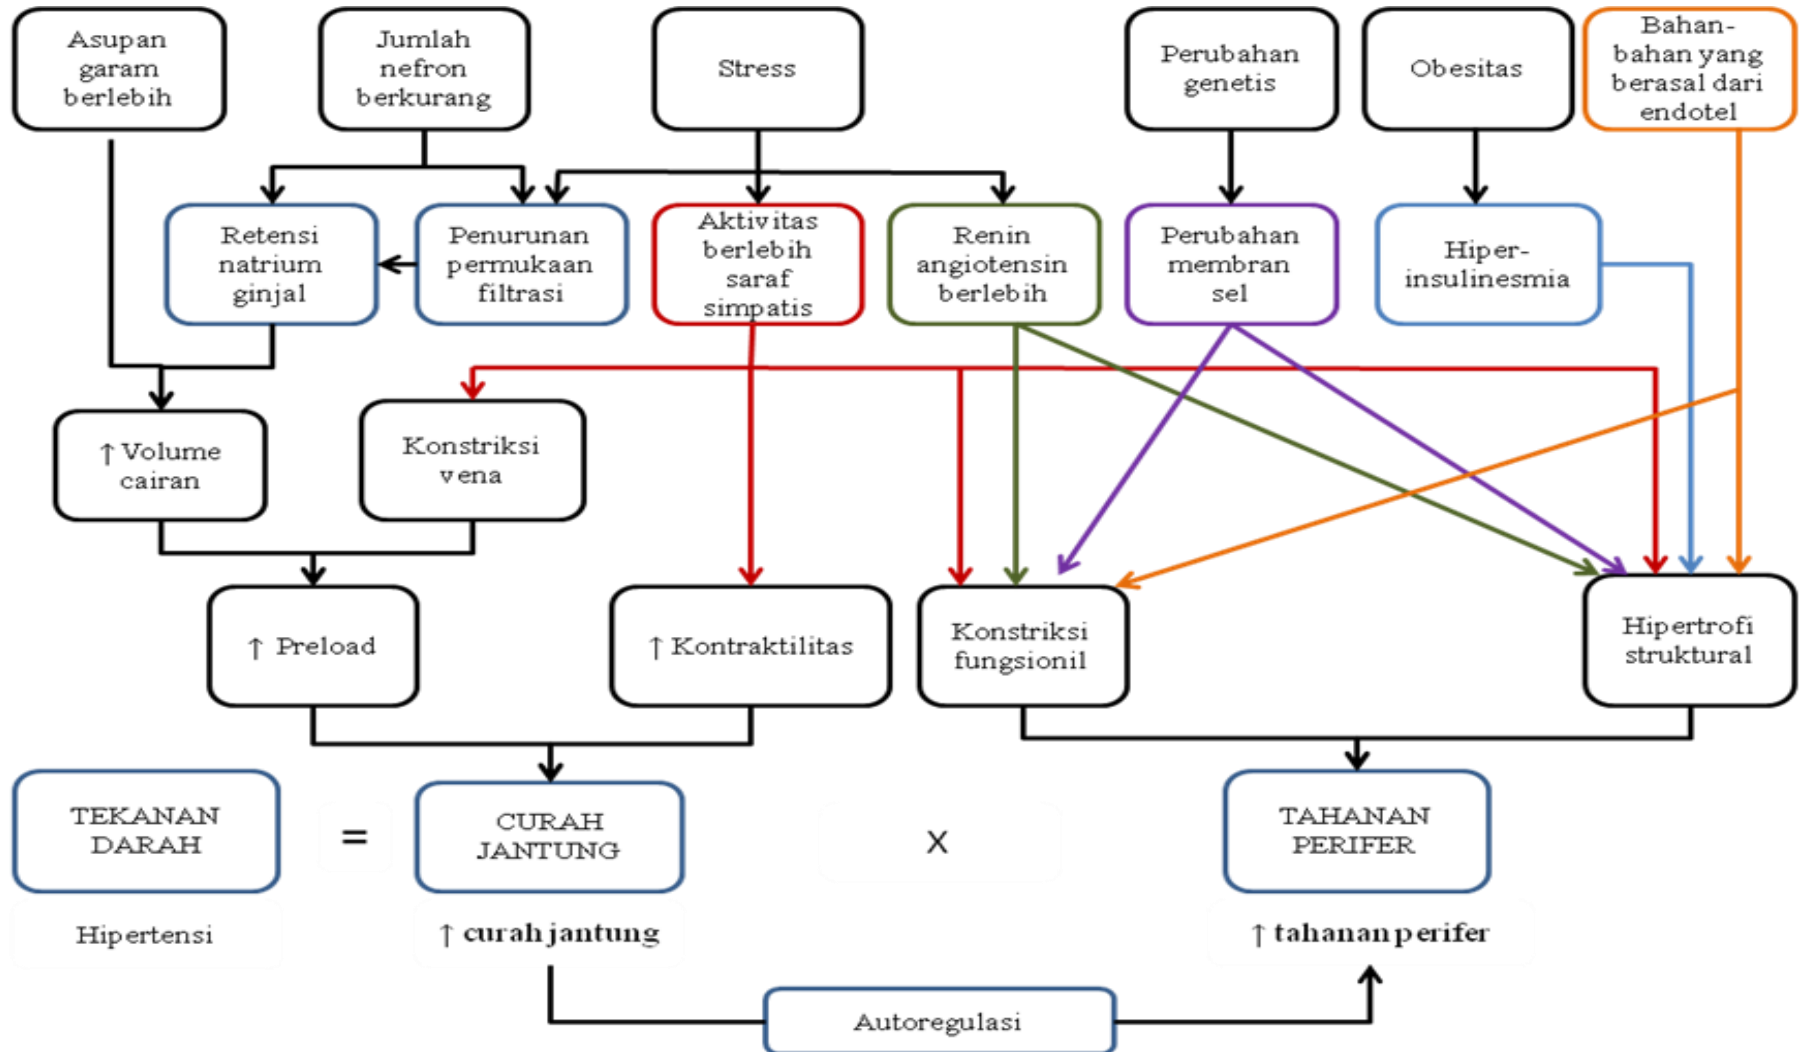 Asupan
garam
berlebih
Jumlah
nefron
berkurang
Stress
Perubahan
genetis
Obesitas
Bahan-
bahan yang
berasal dari
endotel
Retensi
natrium
ginjal
Penurunan
permukaan
filtrasi
Aktivitas
berlebih
saraf
simpatis
Renin
angiotensin
berlebih
Perubahan
membran
sel
Hiper-
insulinesmia
↑ Volume
cairan
Konstriksi
vena
↑ Preload
↑ Kontraktilitas
Konstriksi
fungsionil
Hipertrofi
struktural
TEKANAN
DARAH
=
CURAH
JANTUNG
x
TAHANAN
PERIFER
Hipertensi
↑ curah jantung
↑ tahanan perifer
Autoregulasi